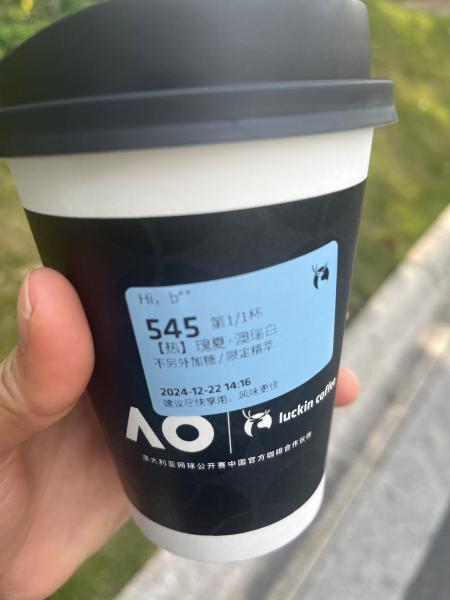 Hi, b**
545 第1/1杯
【热】瑰夏·澳瑞白
不另外加糖/限定精萃
2024-12-22 14:16
建议尽快享用，风味更佳
AO luckin coffee
澳大利亚网球公开赛中国官方咖啡合作伙伴